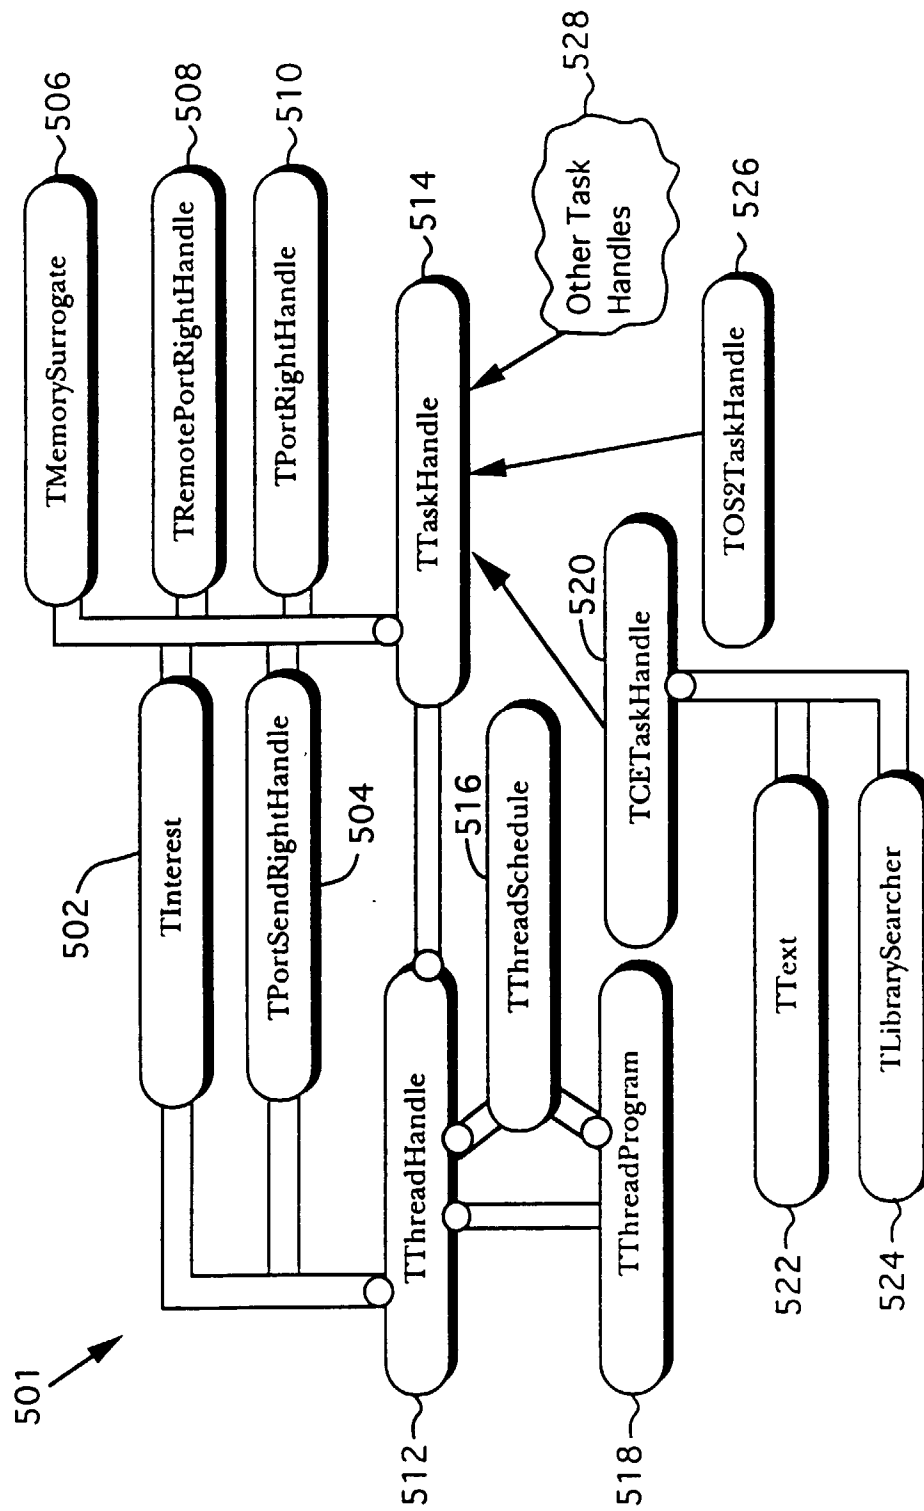 501
502
TInterest
TPortSendRightHandle
504
TMemorySurrogate
506
TRemotePortRightHandle
508
TPortRightHandle
510
512
TThreadHandle
TTaskHandle
514
516
TThreadSchedule
518
TThreadProgram
520
TCETaskHandle
Other Task
Handles
528
TOS2TaskHandle
526
522
TText
524
TLibrarySearcher